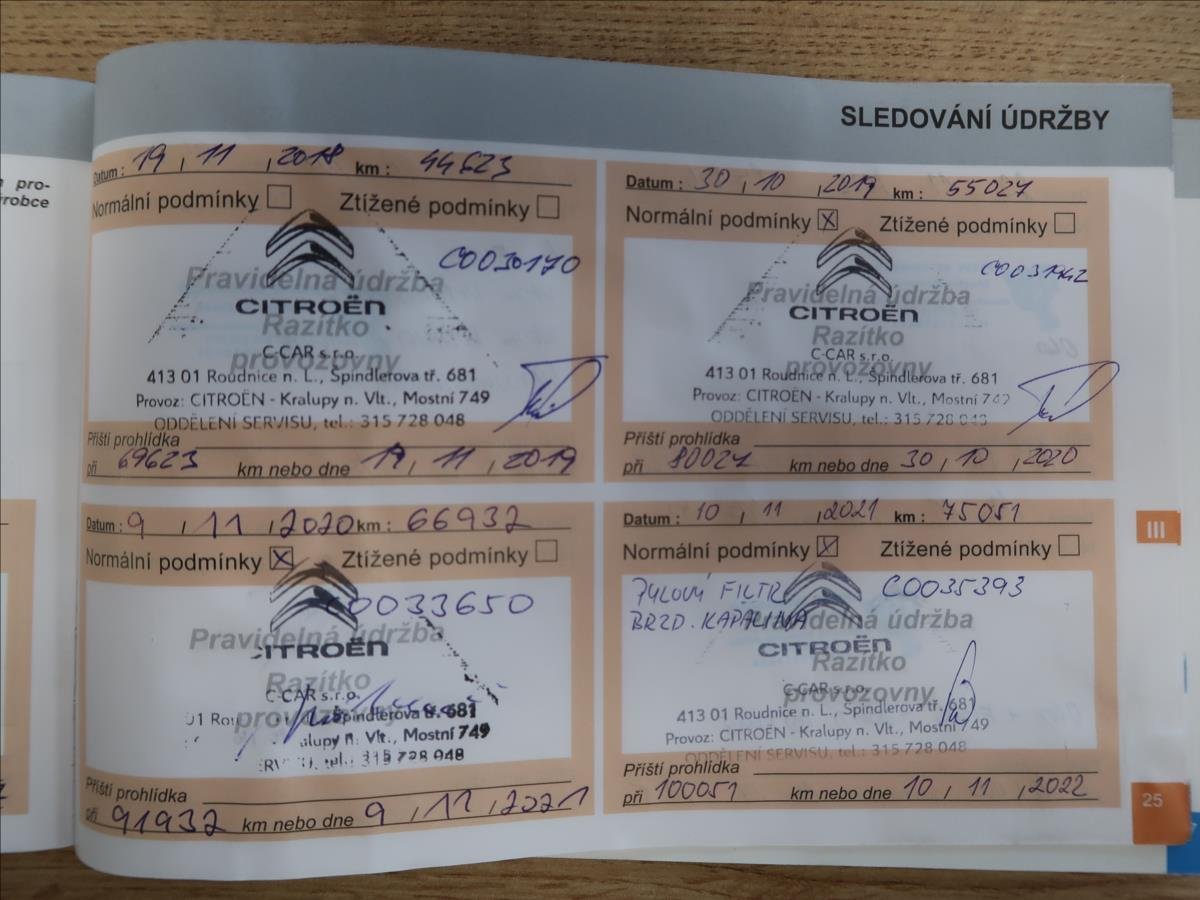 SLEDOVÁNÍ ÚDRŽBY
pro-
ýrobce
Datum : 19 , 11 , 2018 km : 44623
Normální podmínky Ztížené podmínky
C0030170
Pravidelná údržba
CITROËN
Razítko
C-CAR s.r.o.
provozovny
413 01 Roudnice n. L., Špindlerova tř. 681
Provoz: CITROËN - Kralupy n. Vlt., Mostní 749
ODDĚLENÍ SERVISU, tel.: 315 728 048
Příští prohlídka
při 69623 km nebo dne 19 , 11 , 2019
Datum : 30 , 10 , 2019 km : 55027
Normální podmínky X Ztížené podmínky
Pravidelná údržba
CITROËN
Razítko
C-CAR s.r.o.
provozovny
413 01 Roudnice n. L., Špindlerova tř. 681
Provoz: CITROËN - Kralupy n. Vlt., Mostní 749
ODDĚLENÍ SERVISU, tel.: 315 728 048
Příští prohlídka
při 80027 km nebo dne 30 , 10 , 2020
Datum : 9 , 11 , 2020 km : 66932
Normální podmínky X Ztížené podmínky
C0033650
Pravidelná údržba
CITROËN
Razítko
C-CAR s.r.o.
provozovny
01 Rou Špindlerova tř. 681
alupy n. Vlt., Mostní 749
tel.: 315 728 048
Příští prohlídka
při 91932 km nebo dne 9 , 11 , 2021
Datum : 10 , 11 , 2021 km : 75051
Normální podmínky X Ztížené podmínky
PYLOVÝ FILTR C0035393
BRZD. KAPALINA
Pravidelná údržba
CITROËN
Razítko
C-CAR s.r.o.
provozovny
413 01 Roudnice n. L., Špindlerova tř. 681
Provoz: CITROËN - Kralupy n. Vlt., Mostní 749
ODDĚLENÍ SERVISU, tel.: 315 728 048
Příští prohlídka
při 100051 km nebo dne 10 , 11 , 2022
III
25